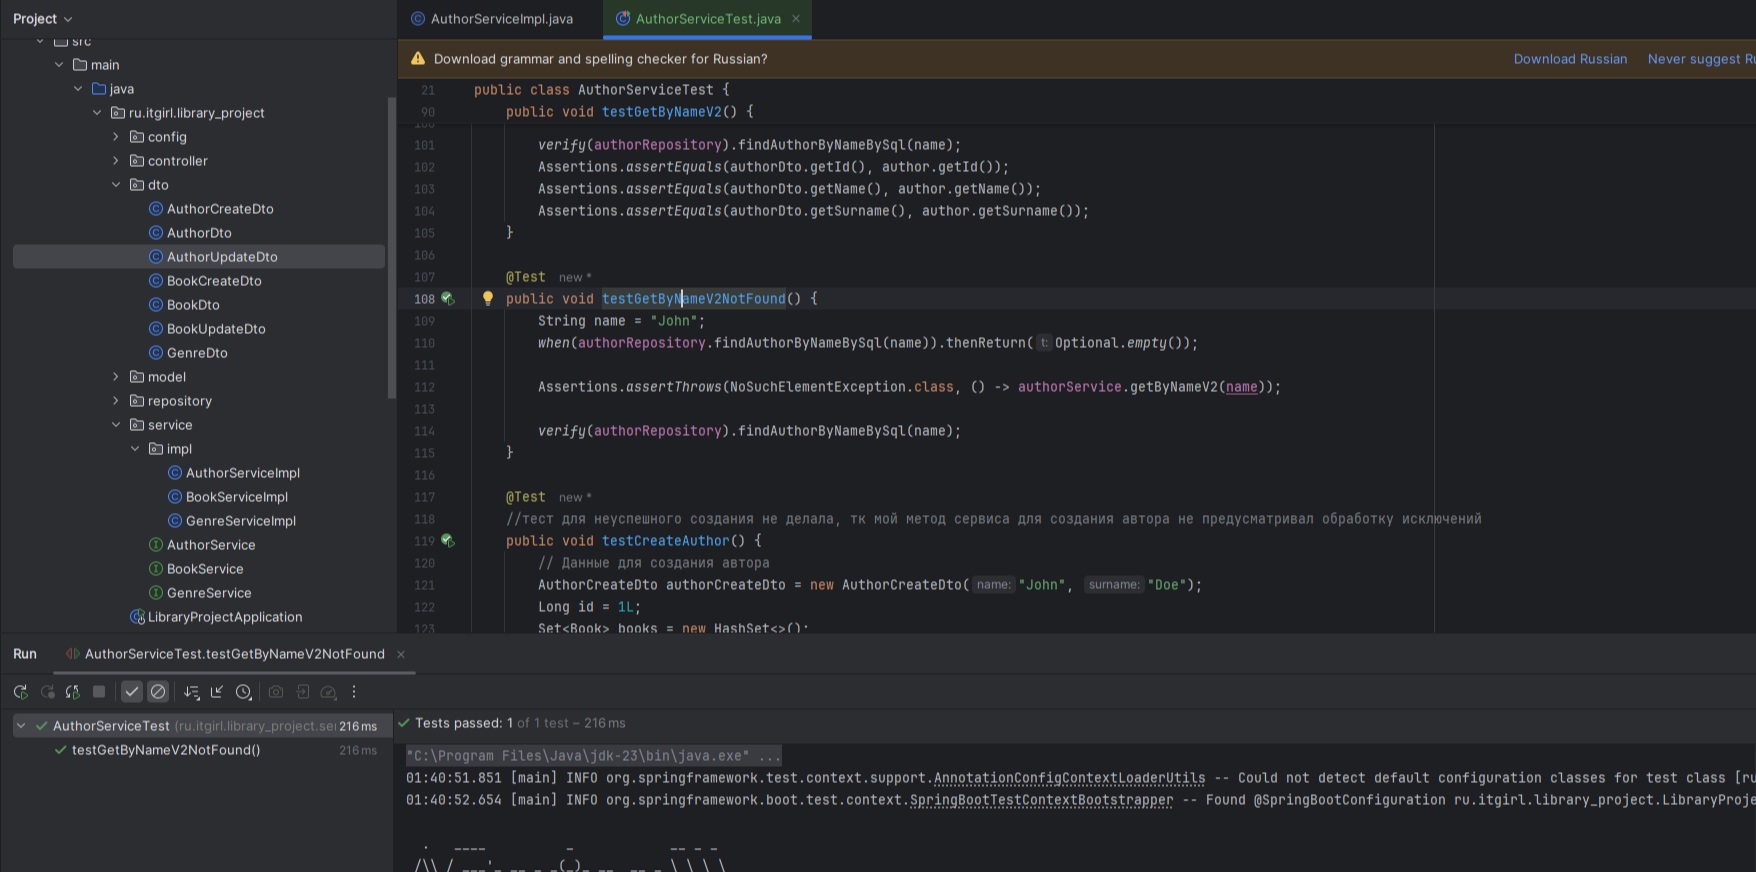 Project
AuthorServiceImpl.java
AuthorServiceTest.java
Download grammar and spelling checker for Russian?
Download Russian
Never suggest
src
main
java
ru.itgirl.library_project
config
controller
dto
AuthorCreateDto
AuthorDto
AuthorUpdateDto
BookCreateDto
BookDto
BookUpdateDto
GenreDto
model
repository
service
impl
AuthorServiceImpl
BookServiceImpl
GenreServiceImpl
AuthorService
BookService
GenreService
LibraryProjectApplication
21 public class AuthorServiceTest {
90 public void testGetByNameV2() {
101 verify(authorRepository).findAuthorByNameBySql(name);
102 Assertions.assertEquals(authorDto.getId(), author.getId());
103 Assertions.assertEquals(authorDto.getName(), author.getName());
104 Assertions.assertEquals(authorDto.getSurname(), author.getSurname());
105 }
106
107 @Test new *
108 public void testGetByNameV2NotFound() {
109 String name = "John";
110 when(authorRepository.findAuthorByNameBySql(name)).thenReturn( t: Optional.empty());
111
112 Assertions.assertThrows(NoSuchElementException.class, () -> authorService.getByNameV2(name));
113
114 verify(authorRepository).findAuthorByNameBySql(name);
115 }
116
117 @Test new *
118 //тест для неуспешного создания не делала, тк мой метод сервиса для создания автора не предусматривал обработку исключений
119 public void testCreateAuthor() {
120 // Данные для создания автора
121 AuthorCreateDto authorCreateDto = new AuthorCreateDto( name: "John", surname: "Doe");
122 Long id = 1L;
123 Set<Book> books = new HashSet<>();
Run
AuthorServiceTest.testGetByNameV2NotFound
AuthorServiceTest (ru.itgirl.library_project.se 216 ms
testGetByNameV2NotFound() 216 ms
Tests passed: 1 of 1 test – 216 ms
"C:\Program Files\Java\jdk-23\bin\java.exe" ...
01:40:51.851 [main] INFO org.springframework.test.context.support.AnnotationConfigContextLoaderUtils -- Could not detect default configuration classes for test class [ru
01:40:52.654 [main] INFO org.springframework.boot.test.context.SpringBootTestContextBootstrapper -- Found @SpringBootConfiguration ru.itgirl.library_project.LibraryProje